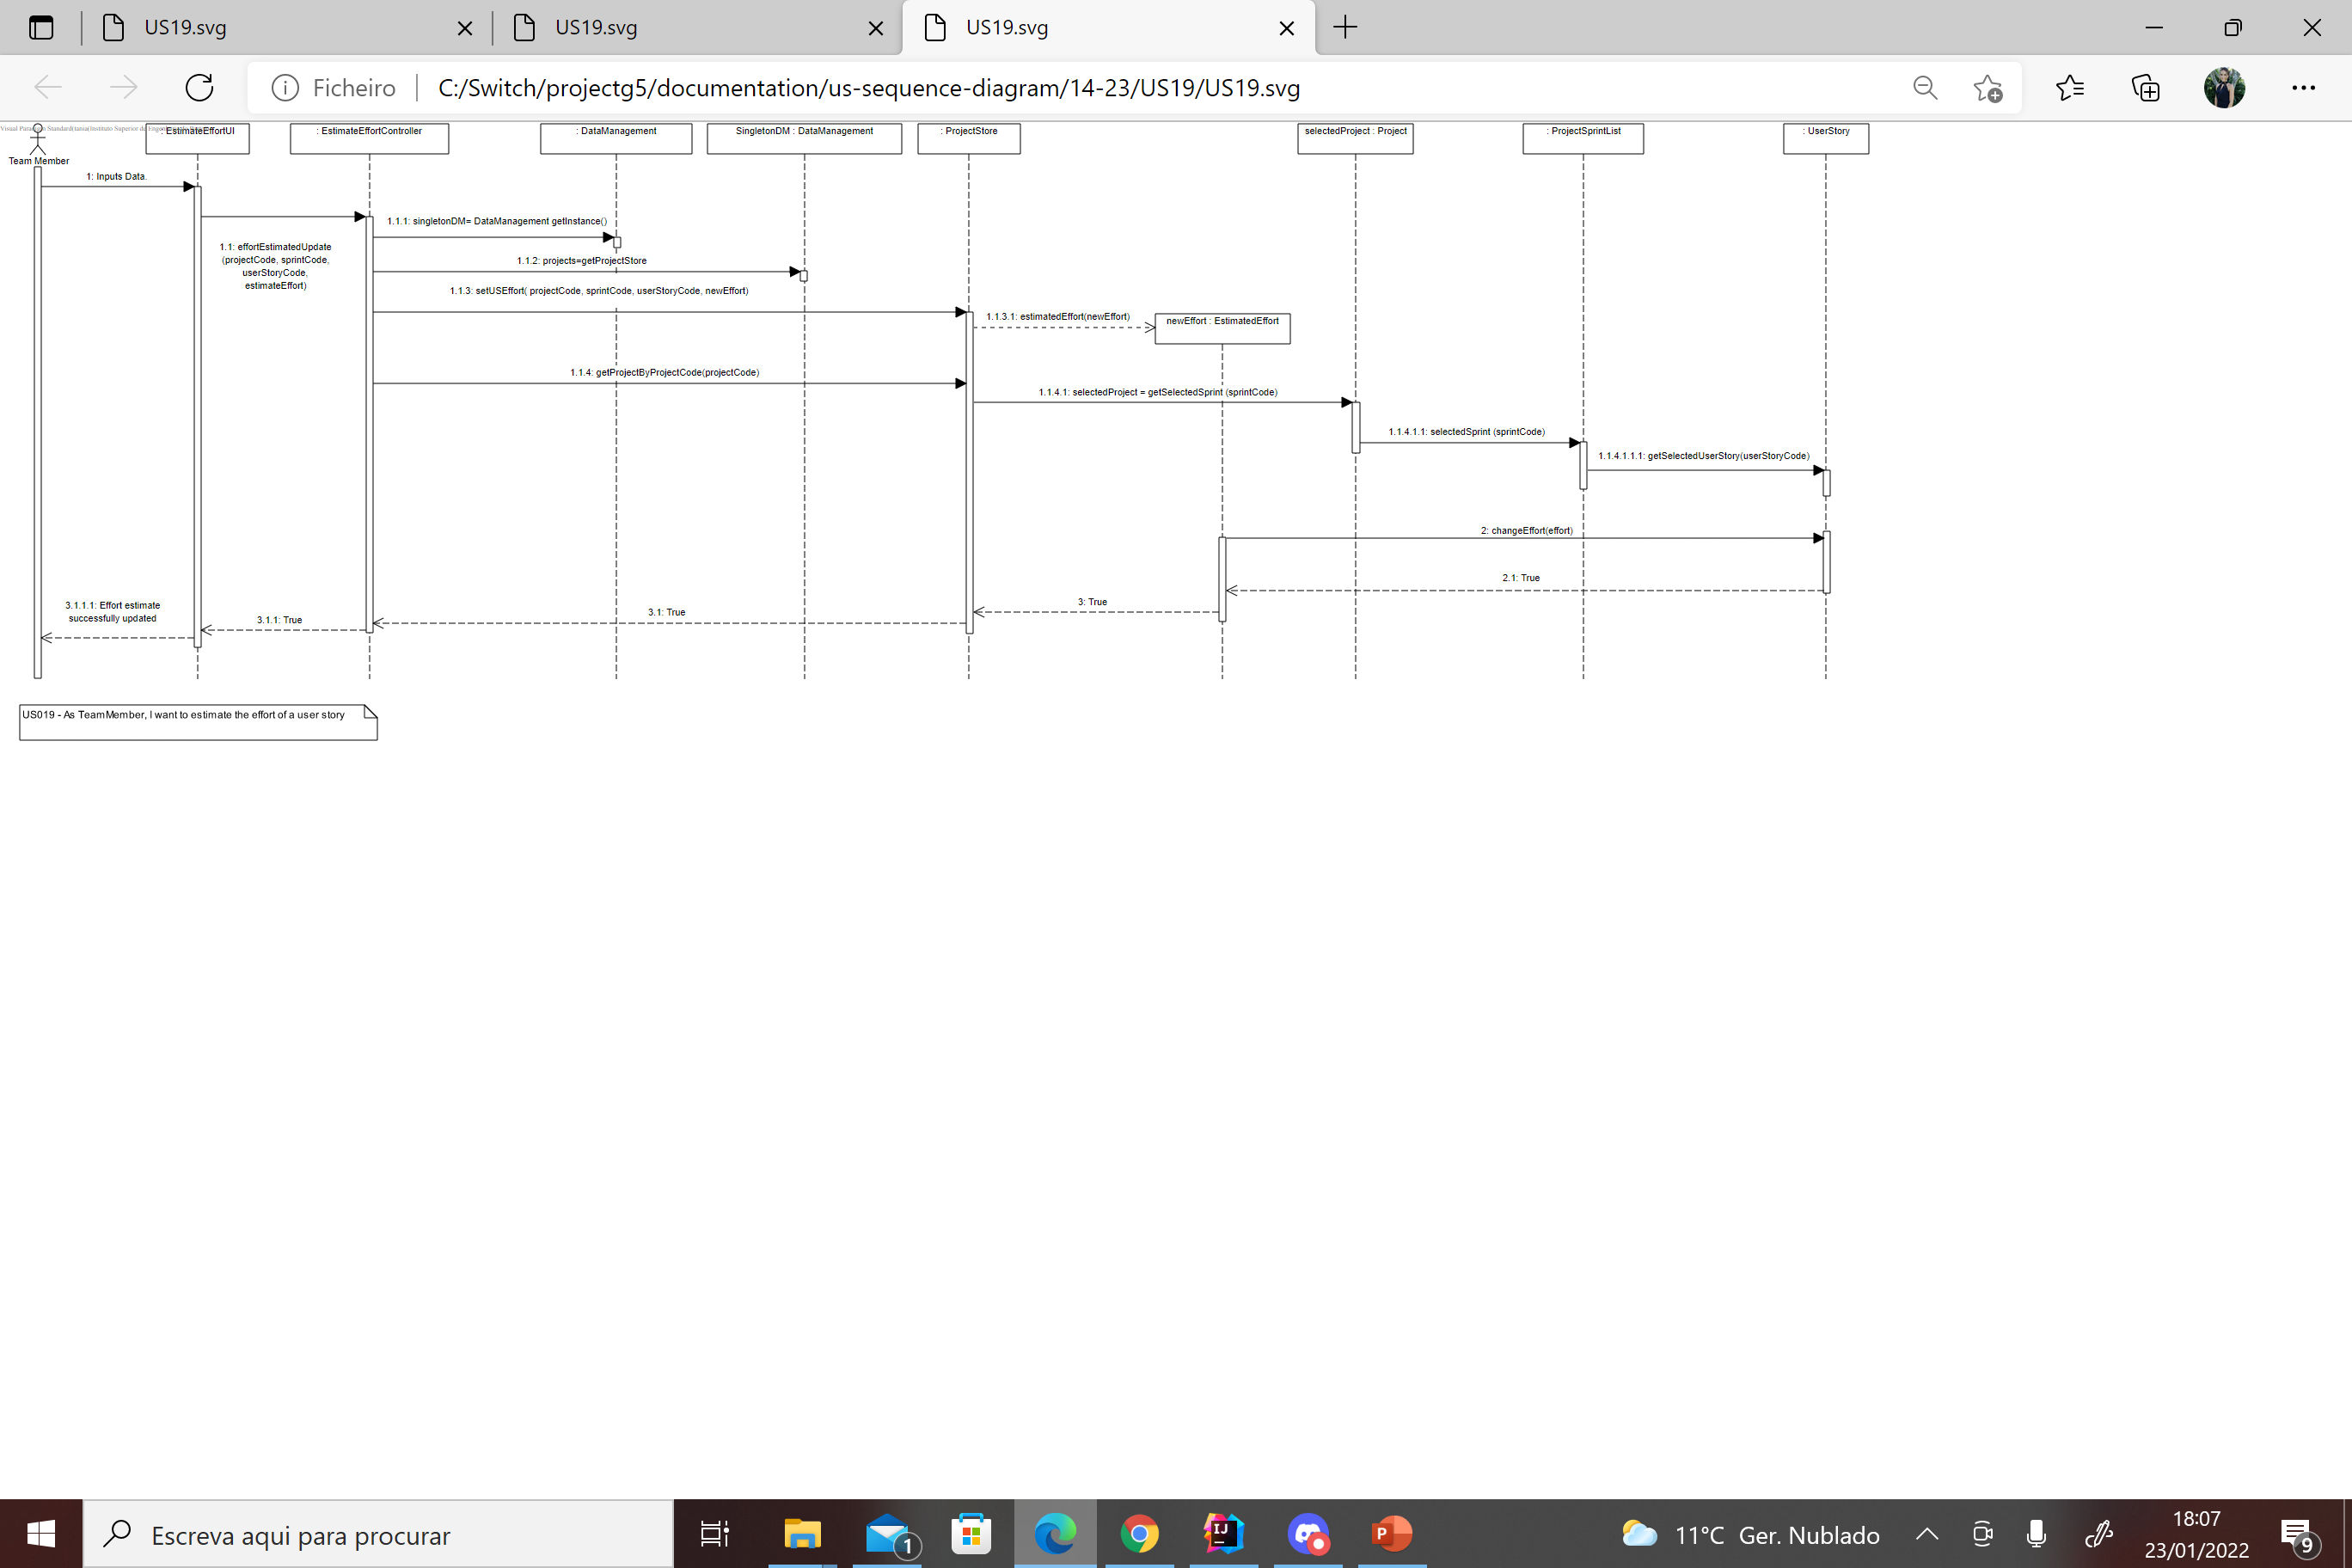 US19.svg
US19.svg
US19.svg
Ficheiro
C:/Switch/projectg5/documentation/us-sequence-diagram/14-23/US19/US19.svg
: EstimateEffortUI
: EstimateEffortController
: DataManagement
SingletonDM : DataManagement
: ProjectStore
selectedProject : Project
: ProjectSprintList
: UserStory
Team Member
1: Inputs Data.
1.1.1: singletonDM= DataManagement getInstance()
1.1: effortEstimatedUpdate
(projectCode, sprintCode,
userStoryCode,
estimateEffort)
1.1.2: projects=getProjectStore
1.1.3: setUSEffort( projectCode, sprintCode, userStoryCode, newEffort)
1.1.3.1: estimatedEffort(newEffort)
newEffort : EstimatedEffort
1.1.4: getProjectByProjectCode(projectCode)
1.1.4.1: selectedProject = getSelectedSprint (sprintCode)
1.1.4.1.1: selectedSprint (sprintCode)
1.1.4.1.1.1: getSelectedUserStory(userStoryCode)
2: changeEffort(effort)
2.1: True
3: True
3.1: True
3.1.1: True
3.1.1.1: Effort estimate
successfully updated
US019 - As TeamMember, I want to estimate the effort of a user story
Escreva aqui para procurar
1
IJ
P
11°C Ger. Nublado
18:07
23/01/2022
9